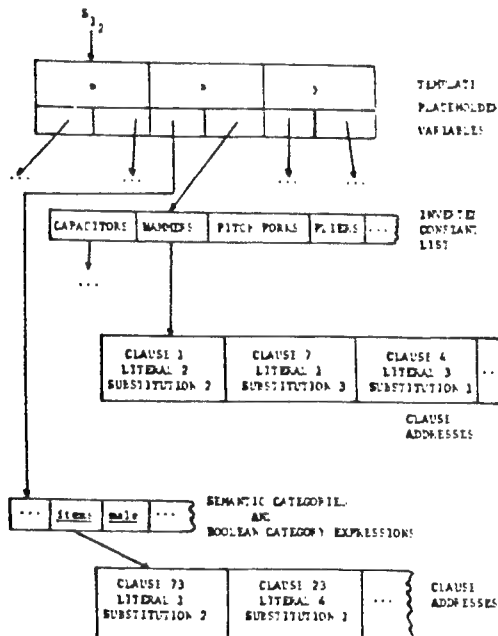 TEMPLATE
PLACEHOLDER
VARIABLES
... ... ... ...
CAPACITORS HAMMERS PITCH FORKS PLIERS ...
INVERTED
CONSTANT
LIST
...
CLAUSE 1 CLAUSE 7 CLAUSE 4
LITERAL 2 LITERAL 1 LITERAL 3 ...
SUBSTITUTION 2 SUBSTITUTION 3 SUBSTITUTION 1
CLAUSE
ADDRESSES
... items male ...
SEMANTIC CATEGORIES
AND
BOOLEAN CATEGORY EXPRESSIONS
CLAUSE 73 CLAUSE 23
LITERAL 1 LITERAL 4 ...
SUBSTITUTION 2 SUBSTITUTION 1
CLAUSE
ADDRESSES